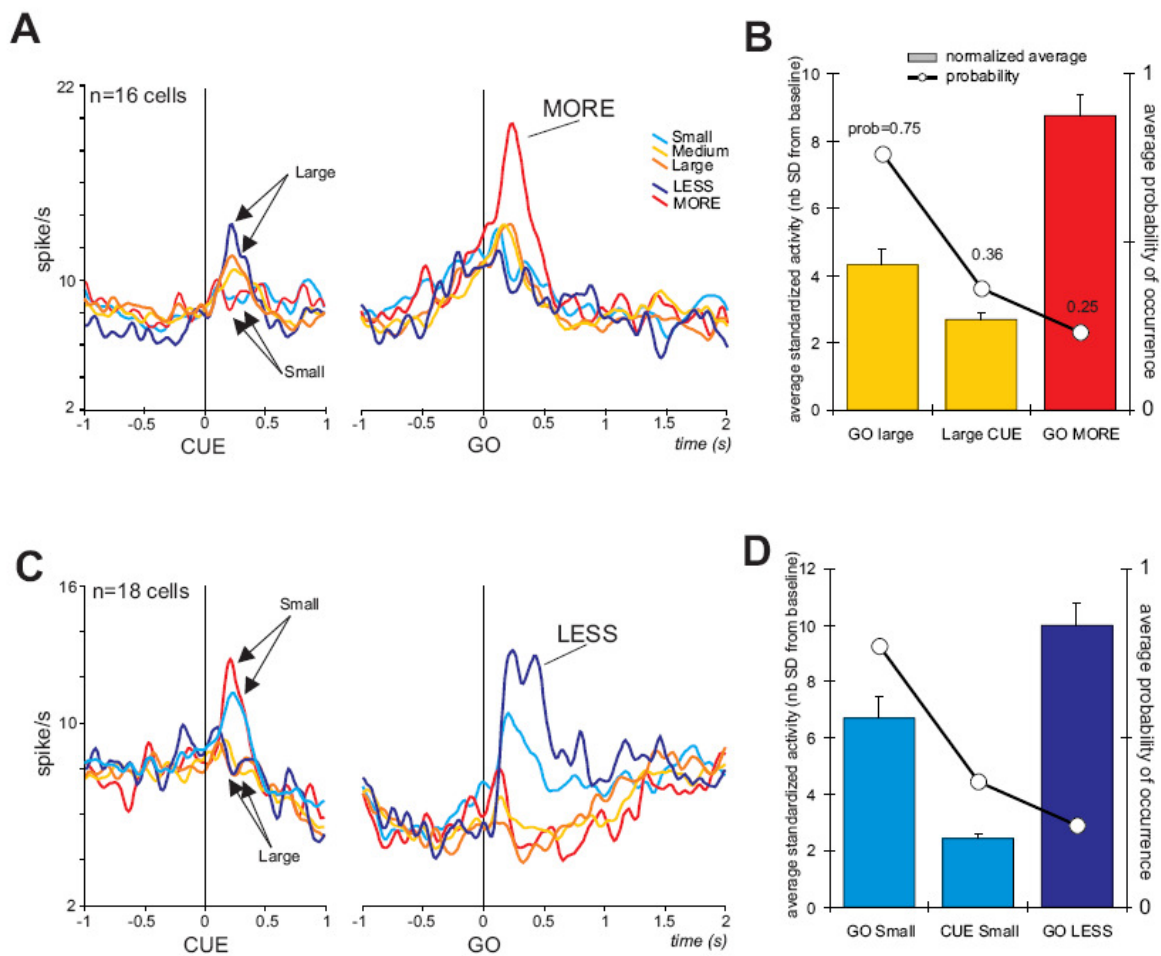 A
n=16 cells
22
10
2
spike/s
Large
Small
-1
-0.5
0
0.5
1
CUE
MORE
Small
Medium
Large
LESS
MORE
-1
-0.5
0
0.5
1
1.5
2
GO
time (s)
B
normalized average
probability
10
8
6
4
2
0
average standardized activity (nb SD from baseline)
prob=0.75
0.36
0.25
1
0
average probability of occurrence
GO large
Large CUE
GO MORE
C
n=18 cells
16
10
2
spike/s
Small
Large
-1
-0.5
0
0.5
1
CUE
LESS
-1
-0.5
0
0.5
1
1.5
2
GO
time (s)
D
12
10
8
6
4
2
0
average standardized activity (nb SD from baseline)
1
0
average probability of occurrence
GO Small
CUE Small
GO LESS